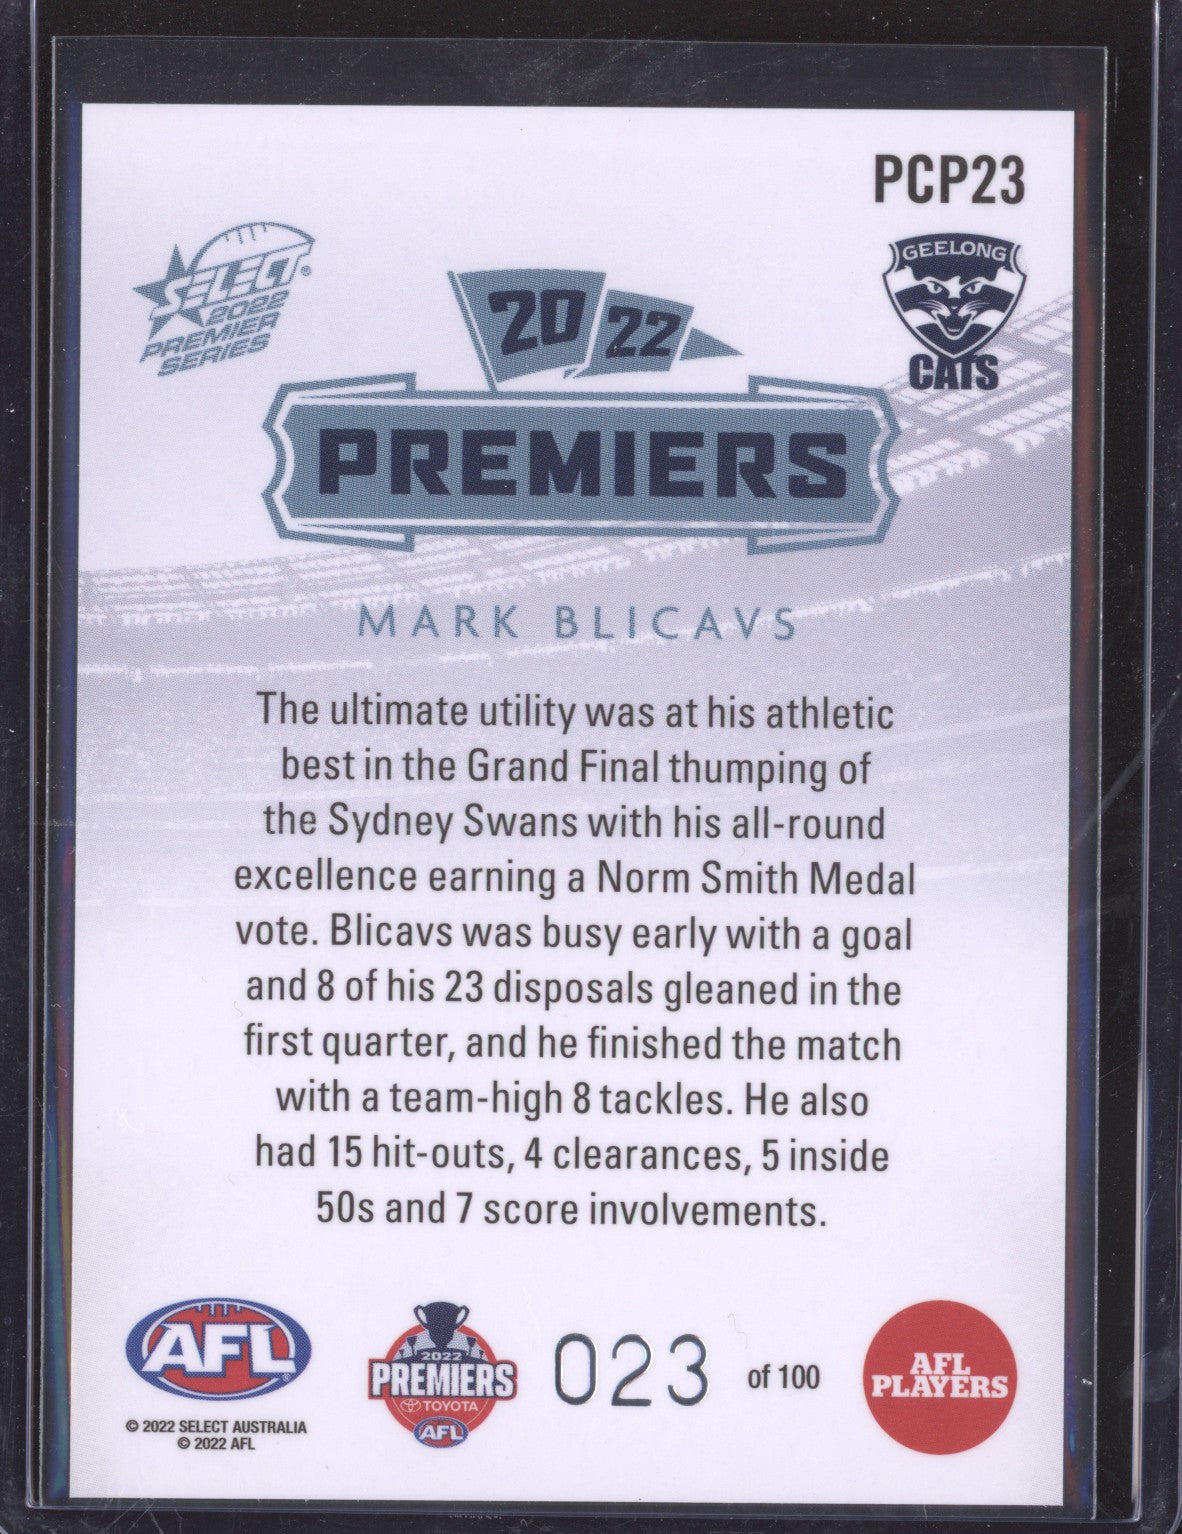 PCP23
GEELONG
CATS
SELECT®
2022
PREMIER
SERIES
2022
PREMIERS
MARK BLICAVS
The ultimate utility was at his athletic
best in the Grand Final thumping of
the Sydney Swans with his all-round
excellence earning a Norm Smith Medal
vote. Blicavs was busy early with a goal
and 8 of his 23 disposals gleaned in the
first quarter, and he finished the match
with a team-high 8 tackles. He also
had 15 hit-outs, 4 clearances, 5 inside
50s and 7 score involvements.
AFL
© 2022 SELECT AUSTRALIA
© 2022 AFL
2022
PREMIERS
TOYOTA
AFL
023 of 100
AFL
PLAYERS